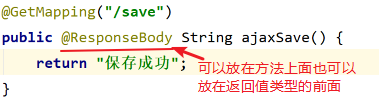 @GetMapping("/save")
public @ResponseBody String ajaxSave() {
return "保存成功";
可以放在方法上面也可以
放在返回值类型的前面
}